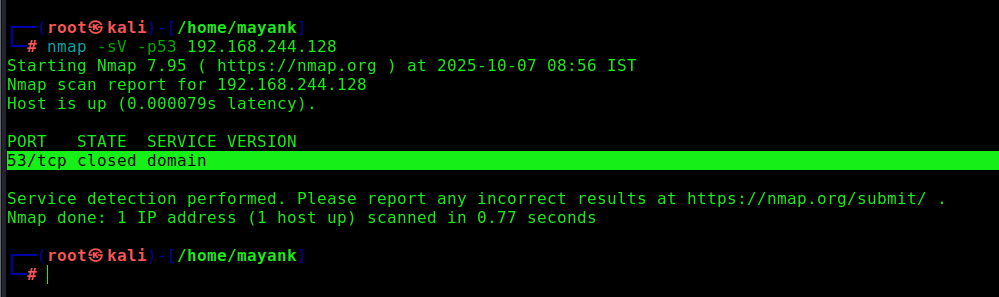 ┌──(root㉿kali)-[/home/mayank]
└─# nmap -sV -p53 192.168.244.128
Starting Nmap 7.95 ( https://nmap.org ) at 2025-10-07 08:56 IST
Nmap scan report for 192.168.244.128
Host is up (0.000079s latency).
PORT   STATE  SERVICE VERSION
53/tcp closed domain
Service detection performed. Please report any incorrect results at https://nmap.org/submit/ .
Nmap done: 1 IP address (1 host up) scanned in 0.77 seconds
┌──(root㉿kali)-[/home/mayank]
└─#